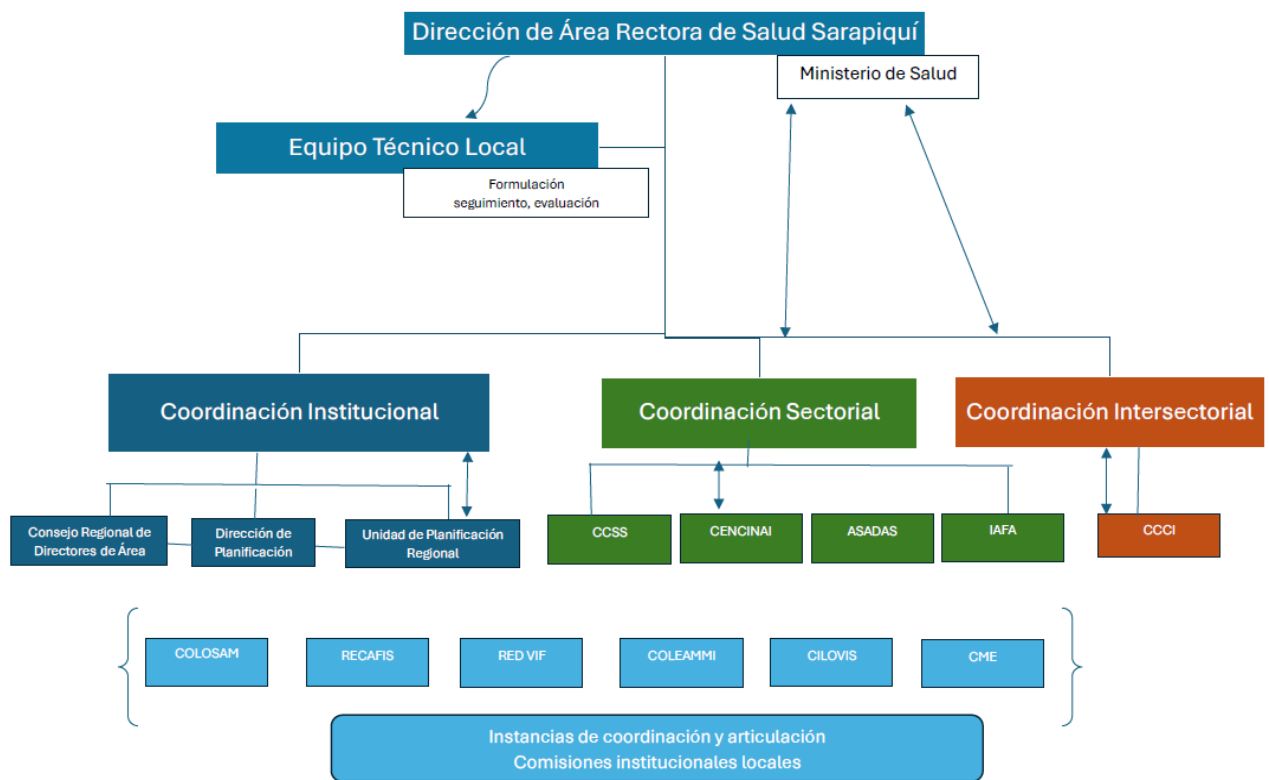 Dirección de Área Rectora de Salud Sarapiquí
Ministerio de Salud
Equipo Técnico Local
Formulación
seguimiento, evaluación
Coordinación Institucional
Coordinación Sectorial
Coordinación Intersectorial
Consejo Regional de
Directores de Área
Dirección de
Planificación
Unidad de Planificación
Regional
CCSS
CENCINAI
ASADAS
IAFA
CCCI
COLOSAM
RECAFIS
RED VIF
COLEAMMI
CILOVIS
CME
Instancias de coordinación y articulación
Comisiones institucionales locales